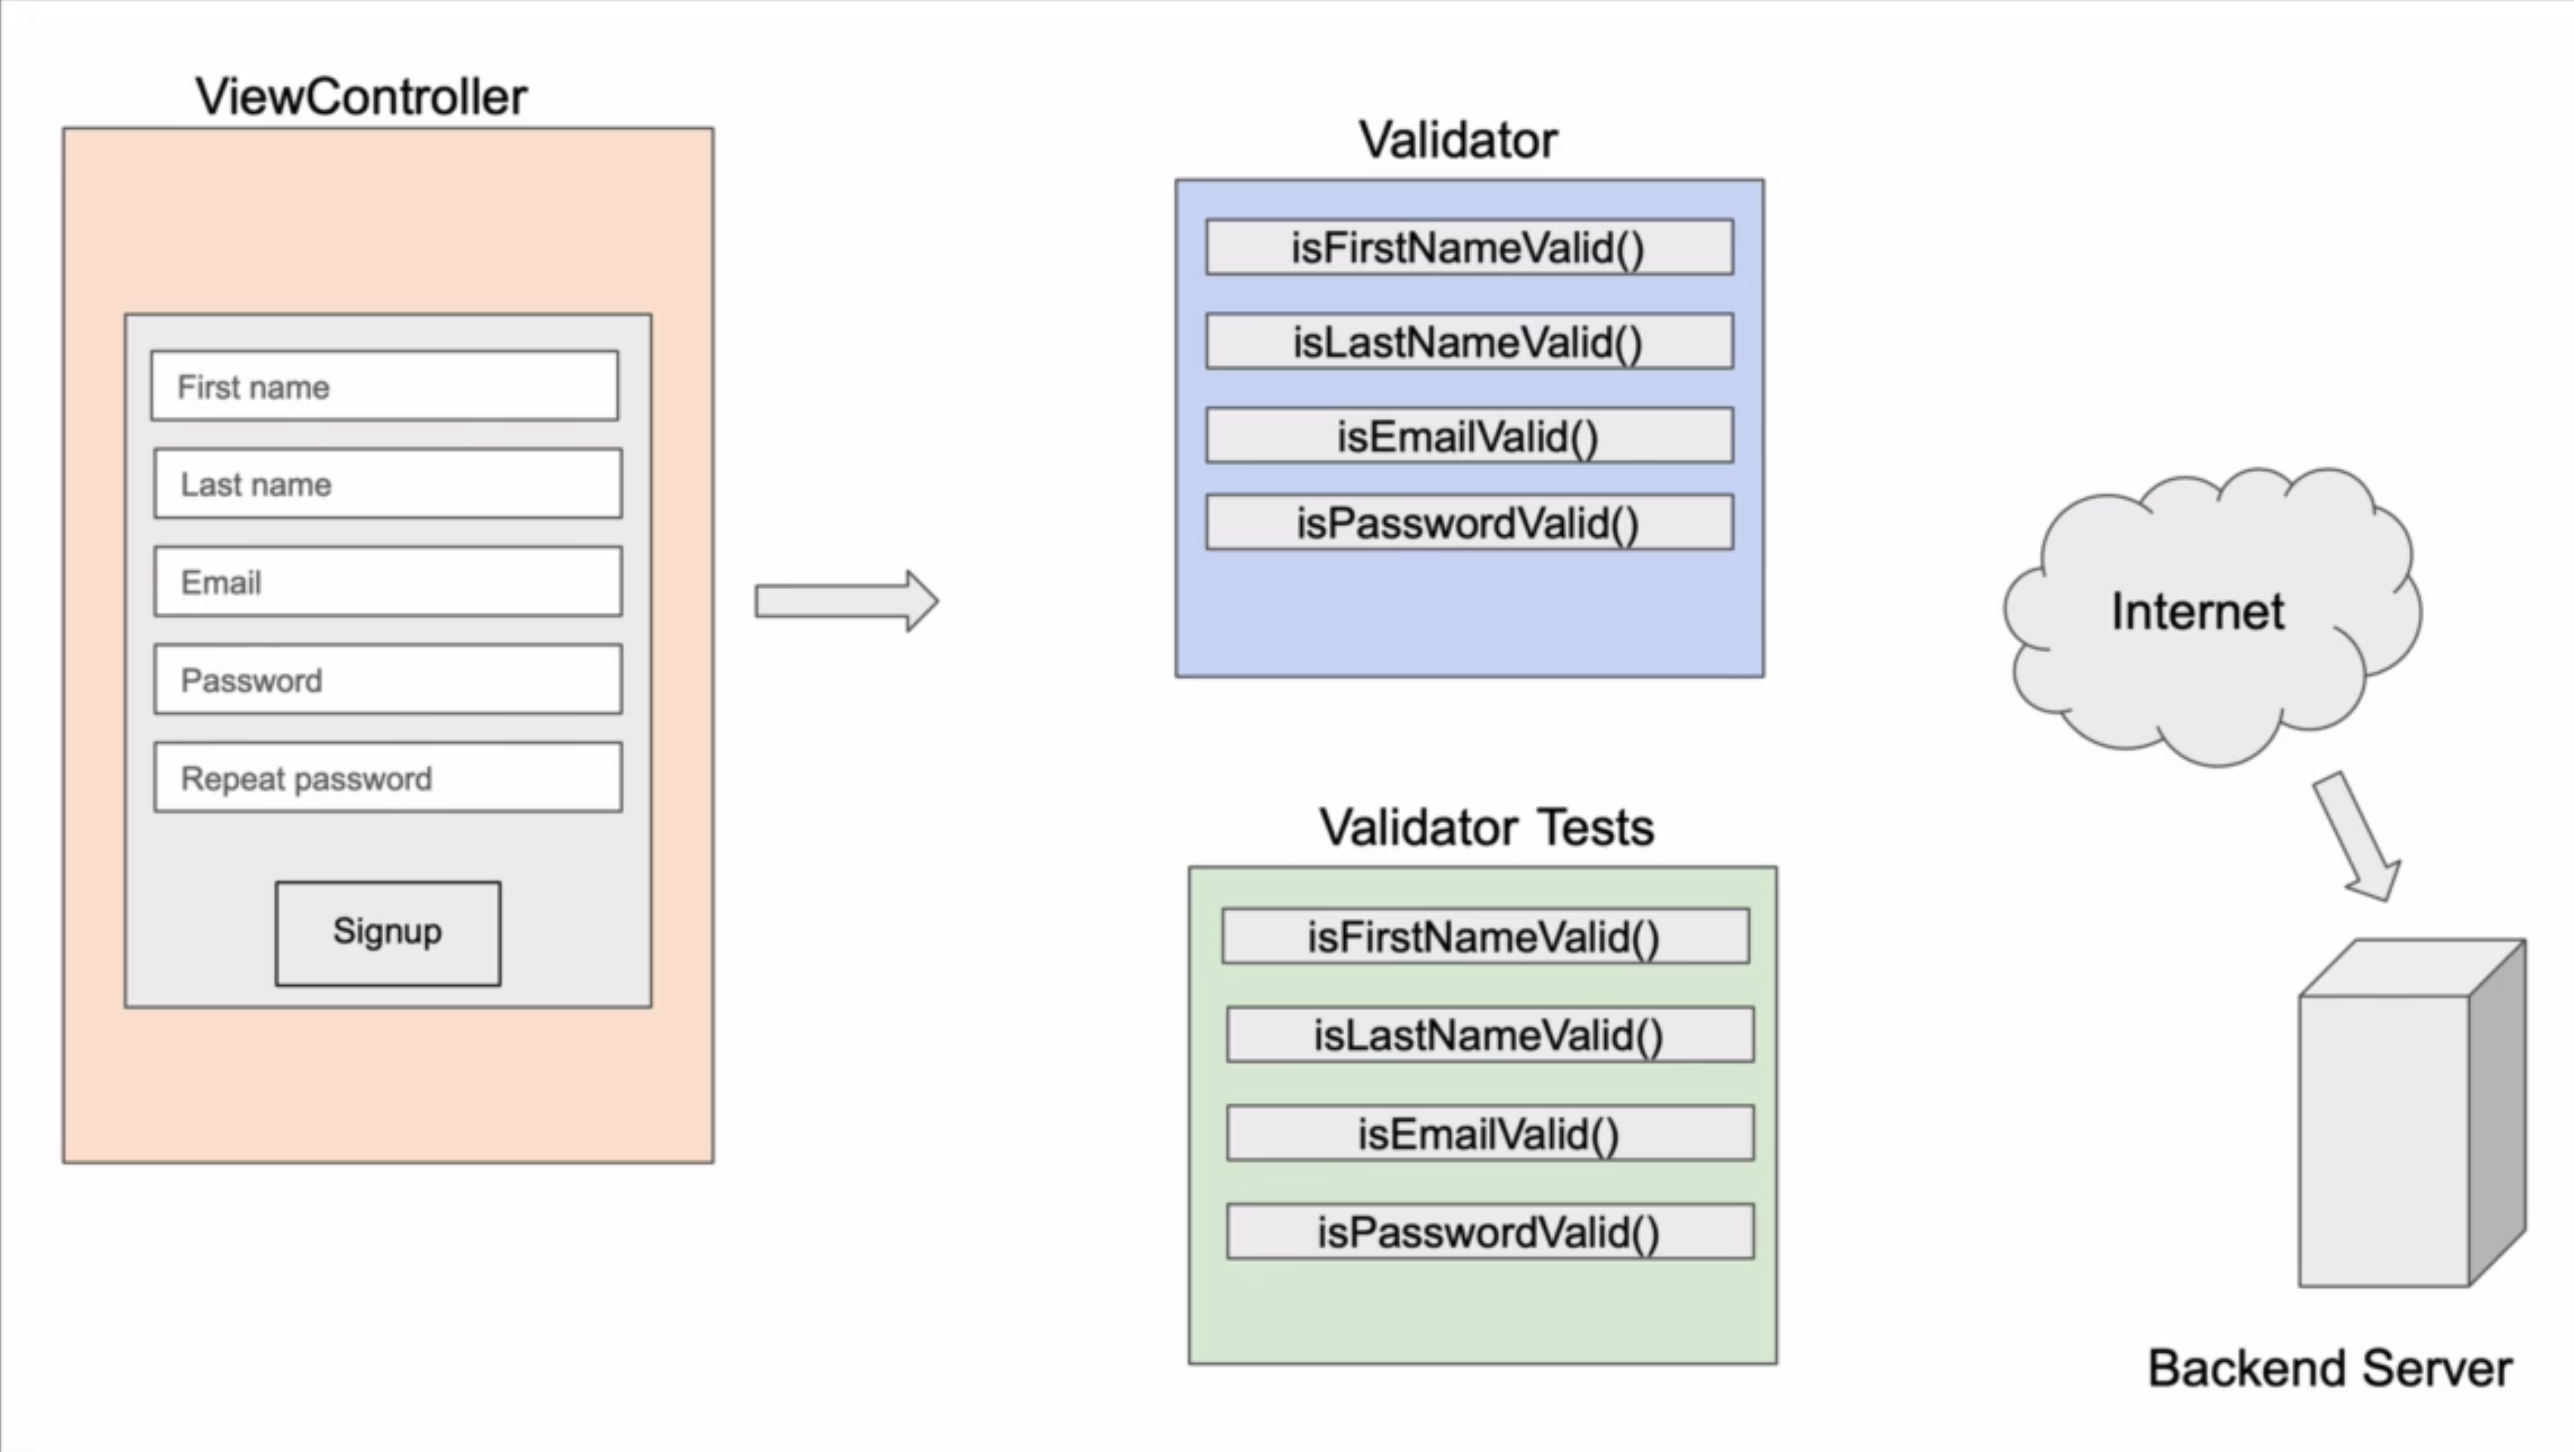 ViewController
First name
Last name
Email
Password
Repeat password
Signup
Validator
isFirstNameValid()
isLastNameValid()
isEmailValid()
isPasswordValid()
Validator Tests
isFirstNameValid()
isLastNameValid()
isEmailValid()
isPasswordValid()
Internet
Backend Server